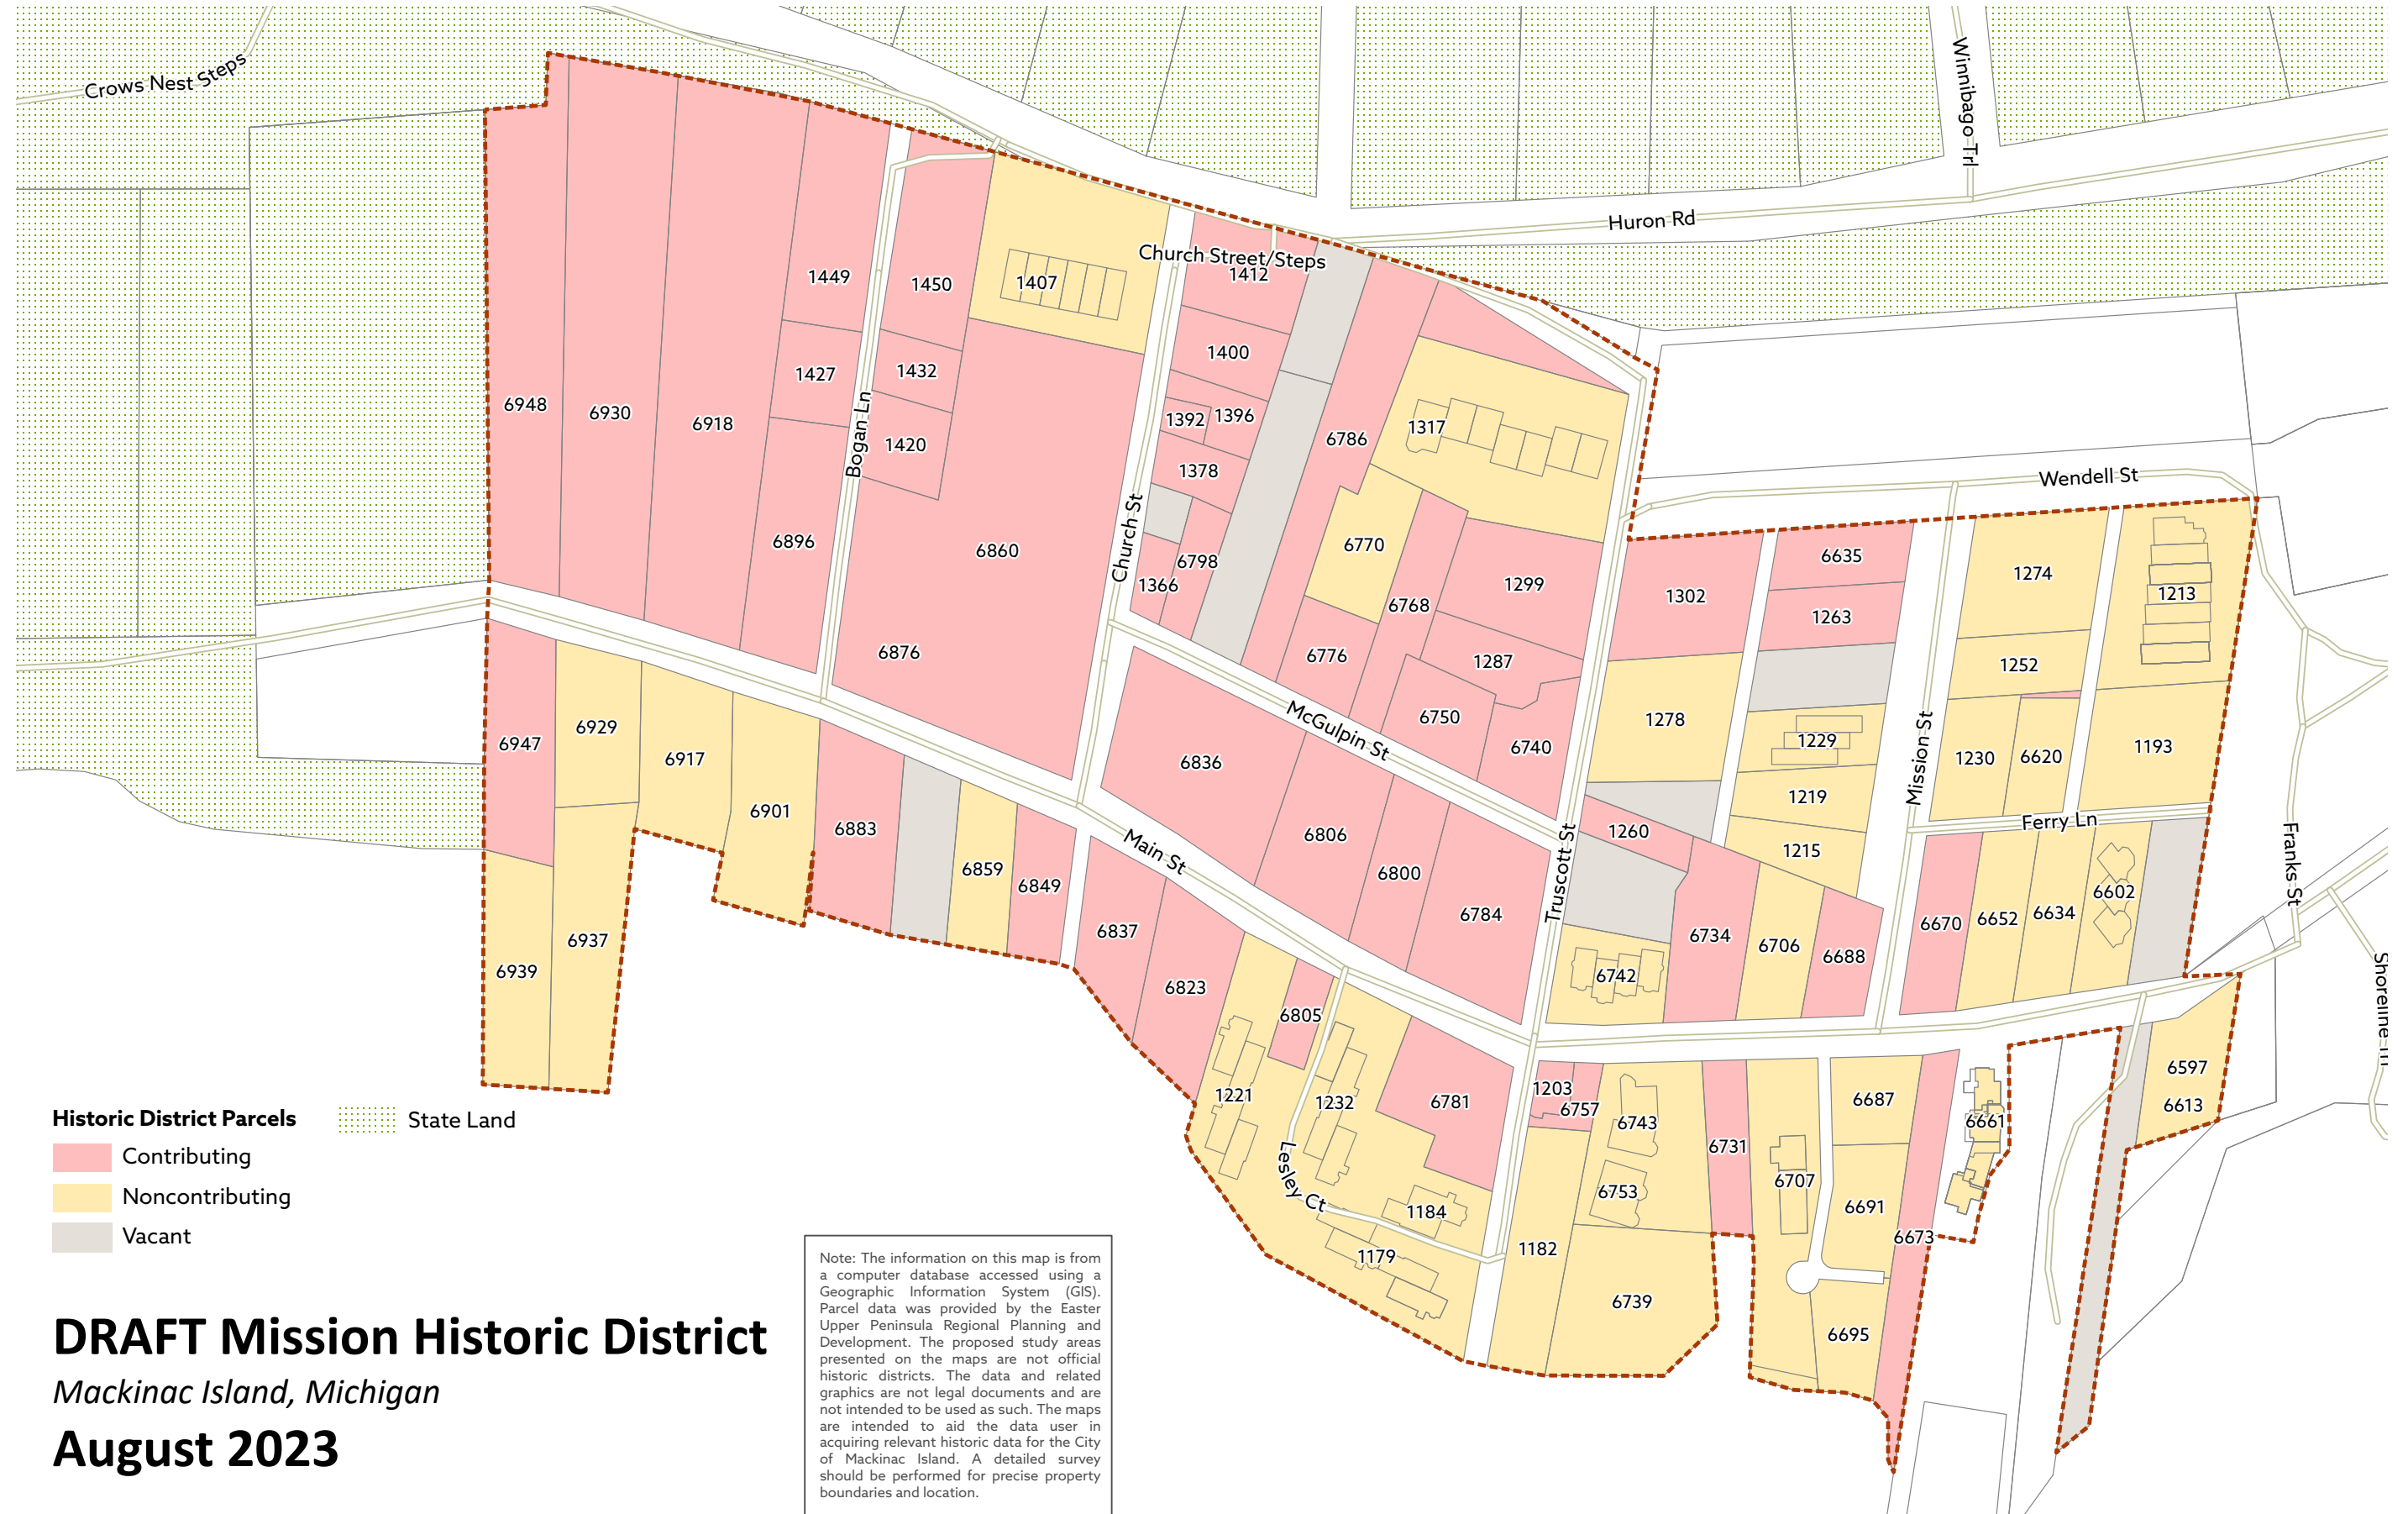 Crows Nest Steps
Winnibago Trl
Huron Rd
Church Street/Steps
1412
1449
1450
1407
1400
1427
1432
6948
6930
6918
1392
1396
6786
1317
1420
Bogan Ln
1378
Wendell St
6896
6860
Church St
6798
1366
6770
6768
1299
1302
6635
1263
1274
1213
6876
6776
1287
1252
6947
6929
6917
6836
McGulpin St
6750
6740
1278
1229
Mission St
1230
6620
1193
6901
6883
6859
6849
Main St
6806
6800
6784
Truscott St
1260
1219
1215
Ferry Ln
Franks St
6939
6937
6837
6823
6742
6734
6706
6688
6670
6652
6634
6602
6805
1221
1232
6781
1203
6757
6743
6731
6687
6661
6597
6613
Lesley Ct
1184
1179
6753
1182
6707
6691
6673
6739
6695
Historic District Parcels
Contributing
Noncontributing
Vacant
State Land
DRAFT Mission Historic District
Mackinac Island, Michigan
August 2023
Note: The information on this map is from
a computer database accessed using a
Geographic Information System (GIS).
Parcel data was provided by the Easter
Upper Peninsula Regional Planning and
Development. The proposed study areas
presented on the maps are not official
historic districts. The data and related
graphics are not legal documents and are
not intended to be used as such. The maps
are intended to aid the data user in
acquiring relevant historic data for the City
of Mackinac Island. A detailed survey
should be performed for precise property
boundaries and location.
Shoreline